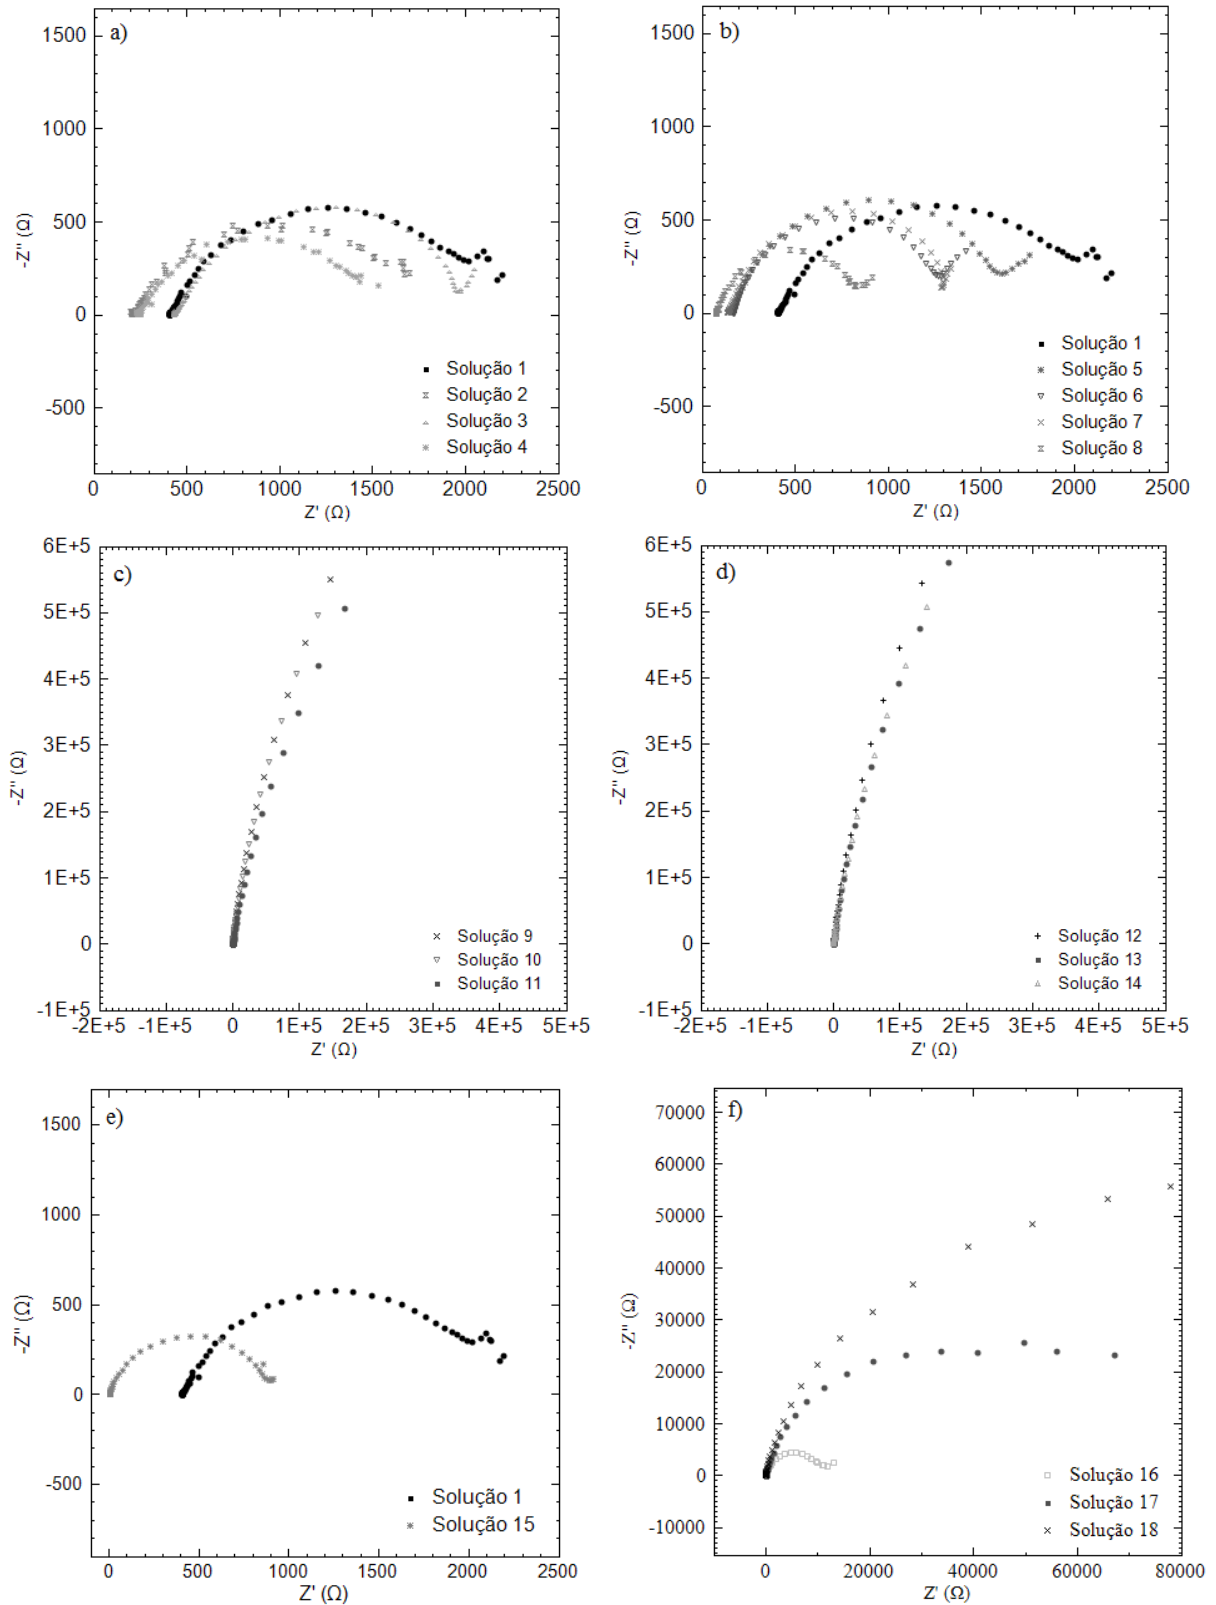 a)
1500
1000
500
0
-500
-Z'' (Ω)
Solução 1
Solução 2
Solução 3
Solução 4
0 500 1000 1500 2000 2500
Z' (Ω)
b)
1500
1000
500
0
-500
-Z'' (Ω)
Solução 1
Solução 5
Solução 6
Solução 7
Solução 8
0 500 1000 1500 2000 2500
Z' (Ω)
c)
6E+5
5E+5
4E+5
3E+5
2E+5
1E+5
0
-1E+5
-Z'' (Ω)
Solução 9
Solução 10
Solução 11
-2E+5 -1E+5 0 1E+5 2E+5 3E+5 4E+5 5E+5
Z' (Ω)
d)
6E+5
5E+5
4E+5
3E+5
2E+5
1E+5
0
-1E+5
-Z'' (Ω)
Solução 12
Solução 13
Solução 14
-2E+5 -1E+5 0 1E+5 2E+5 3E+5 4E+5 5E+5
Z' (Ω)
e)
1500
1000
500
0
-500
-Z'' (Ω)
Solução 1
Solução 15
0 500 1000 1500 2000 2500
Z' (Ω)
f)
70000
60000
50000
40000
30000
20000
10000
0
-10000
-Z'' (Ω)
Solução 16
Solução 17
Solução 18
0 20000 40000 60000 80000
Z' (Ω)